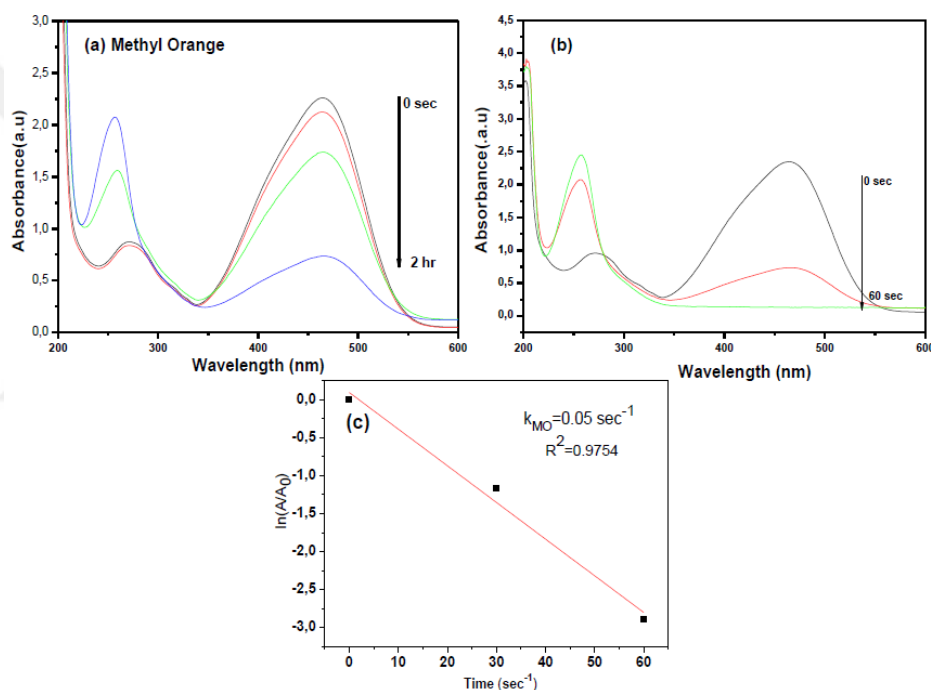 (a) Methyl Orange
3,0
2,5
2,0
1,5
1,0
0,5
0,0
200 300 400 500 600
Absorbance(a.u)
Wavelength (nm)
0 sec
2 hr
(b)
4,5
4,0
3,5
3,0
2,5
2,0
1,5
1,0
0,5
0,0
200 300 400 500 600
Absorbance(.a.u)
Wavelength (nm)
0 sec
60 sec
(c)
k_MO=0.05 sec⁻¹
R²=0.9754
0,0
-0,5
-1,0
-1,5
-2,0
-2,5
-3,0
0 10 20 30 40 50 60
ln(A/A₀)
Time (sec⁻¹)